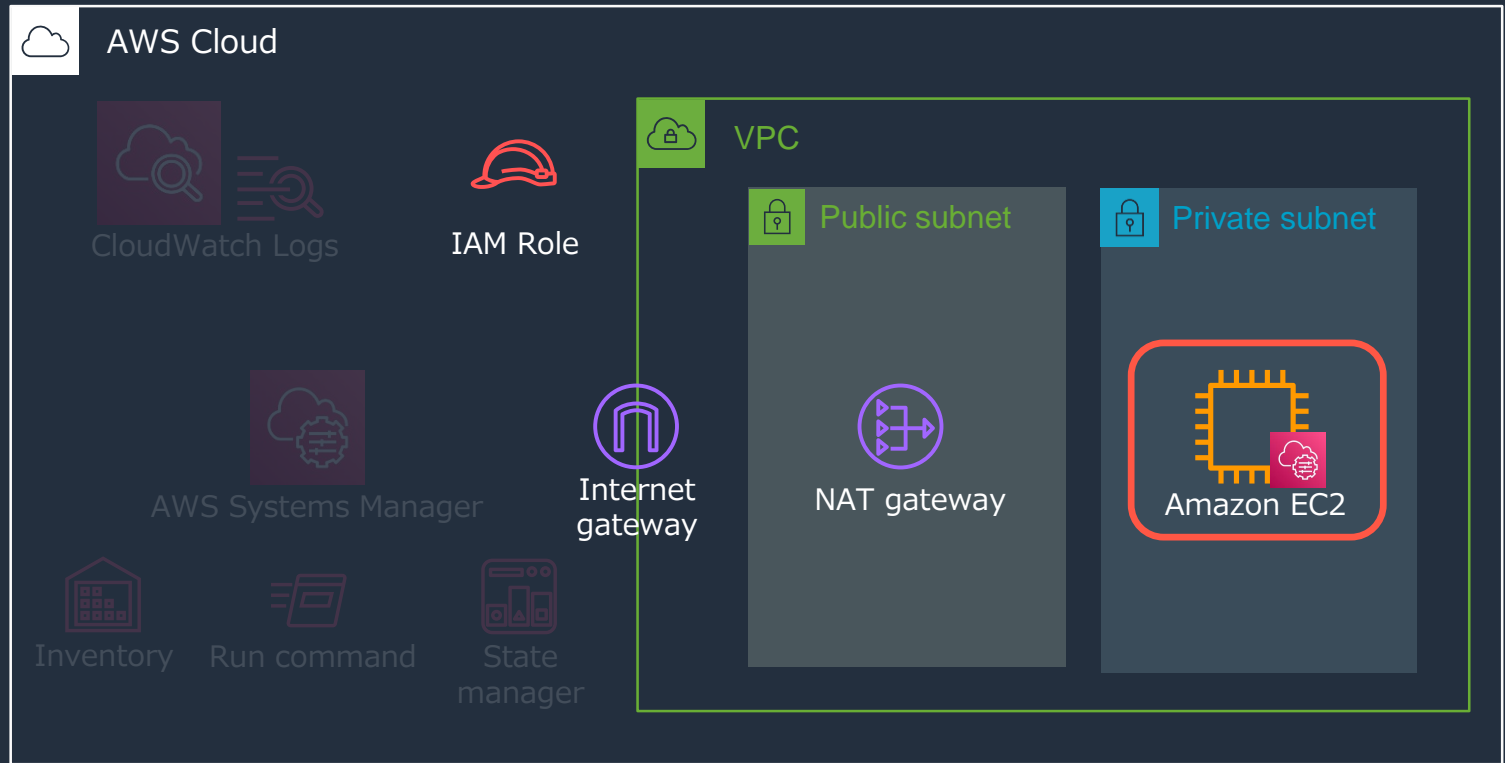 AWS Cloud
VPC
Public subnet
Private subnet
CloudWatch Logs
IAM Role
AWS Systems Manager
Internet
gateway
NAT gateway
Amazon EC2
Inventory
Run command
State
manager